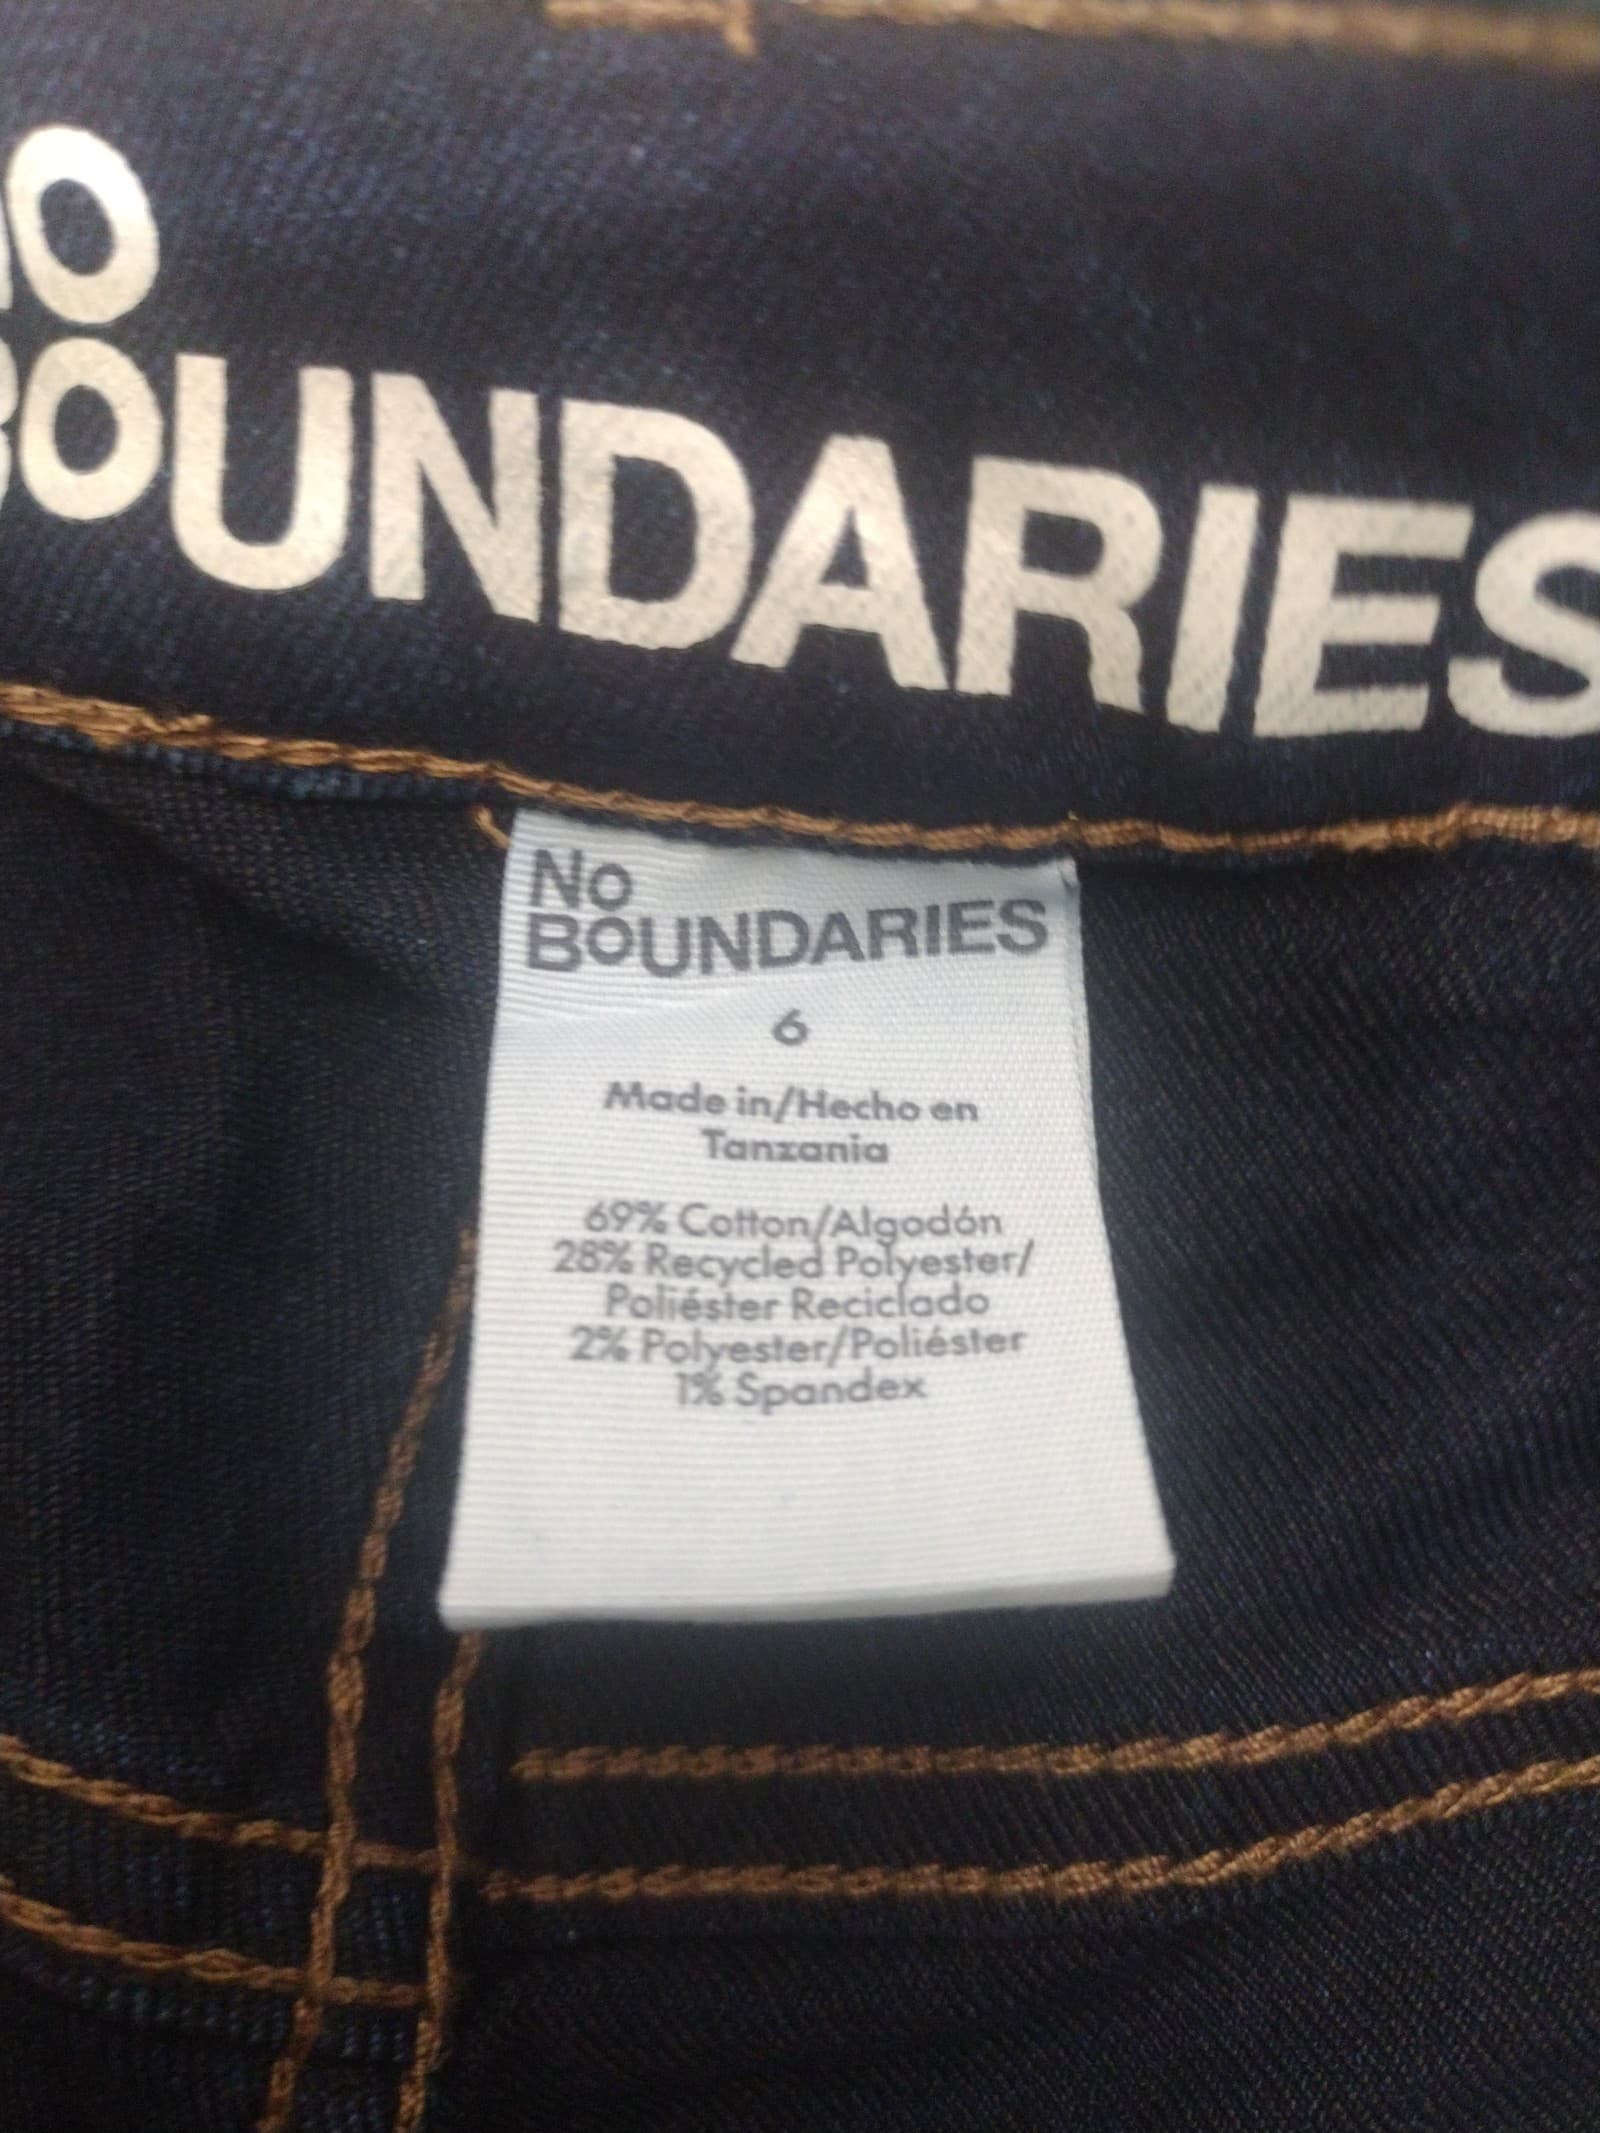 NO
BOUNDARIES
No
BOUNDARIES
6
Made in/Hecho en
Tanzania
69% Cotton/Algodón
28% Recycled Polyester/
Poliéster Reciclado
2% Polyester/Poliéster
1% Spandex